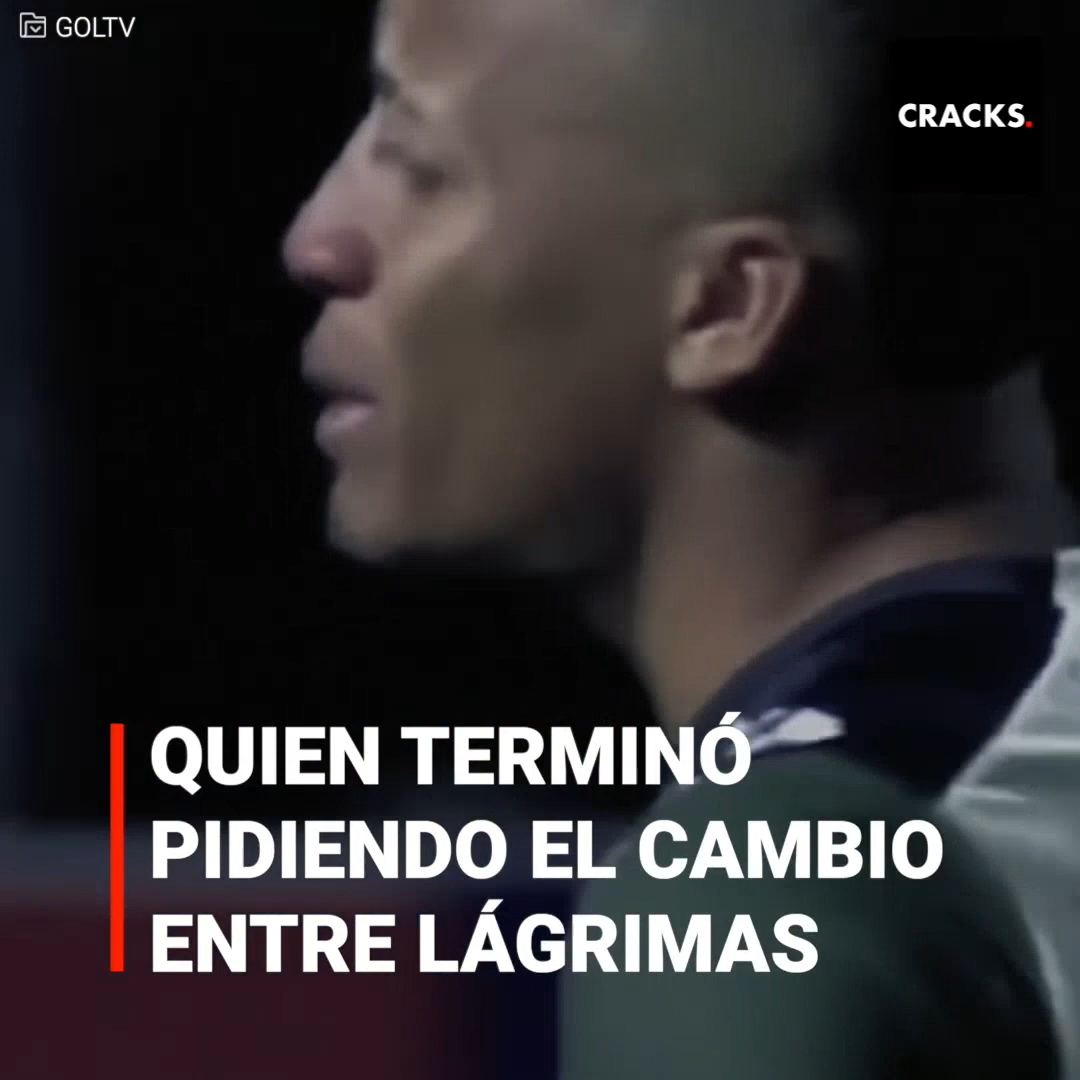 GOLTV
CRACKS.
QUIEN TERMINÓ
PIDIENDO EL CAMBIO
ENTRE LÁGRIMAS